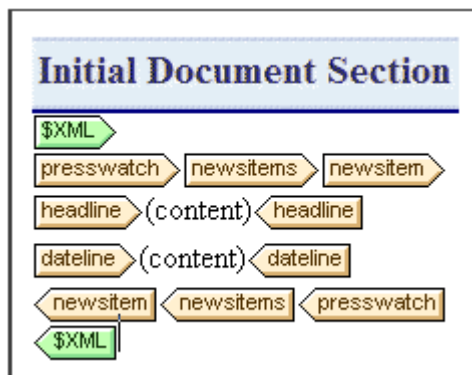 Initial Document Section
$XML
presswatch newsitems newsitem
headline (content) headline
dateline (content) dateline
newsitem newsitems presswatch
$XML